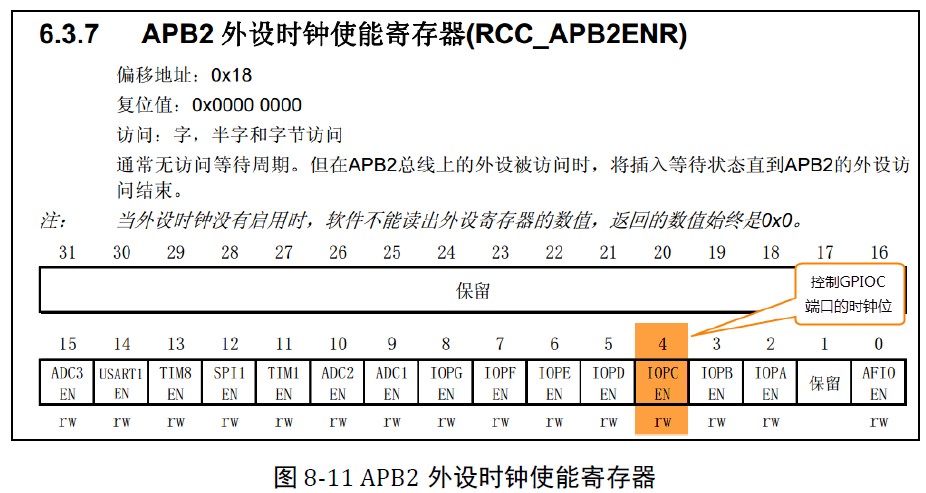 6.3.7 APB2 外设时钟使能寄存器(RCC_APB2ENR)
偏移地址：0x18
复位值：0x0000 0000
访问：字，半字和字节访问
通常无访问等待周期。但在APB2总线上的外设被访问时，将插入等待状态直到APB2的外设访
问结束。
注： 当外设时钟没有启用时，软件不能读出外设寄存器的数值，返回的数值始终是0x0。
31 30 29 28 27 26 25 24 23 22 21 20 19 18 17 16
保留
控制GPIOC
端口的时钟位
15 14 13 12 11 10 9 8 7 6 5 4 3 2 1 0
ADC3 USART1 TIM8 SPI1 TIM1 ADC2 ADC1 IOPG IOPF IOPE IOPD IOPC IOPB IOPA 保留 AFIO
EN EN EN EN EN EN EN EN EN EN EN EN EN EN EN
rw rw rw rw rw rw rw rw rw rw rw rw rw rw rw
图 8-11 APB2 外设时钟使能寄存器